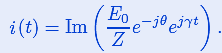 i(t) = Im ( E₀/Z e^{-jθ} e^{jγt} ) .